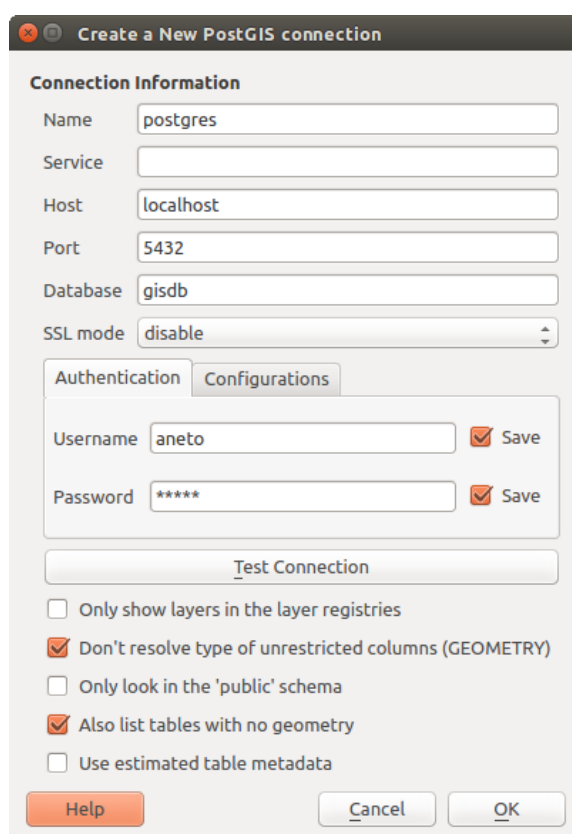 Create a New PostGIS connection
Connection Information
Name postgres
Service
Host localhost
Port 5432
Database gisdb
SSL mode disable
Authentication Configurations
Username aneto Save
Password ***** Save
Test Connection
Only show layers in the layer registries
Don't resolve type of unrestricted columns (GEOMETRY)
Only look in the 'public' schema
Also list tables with no geometry
Use estimated table metadata
Help Cancel OK